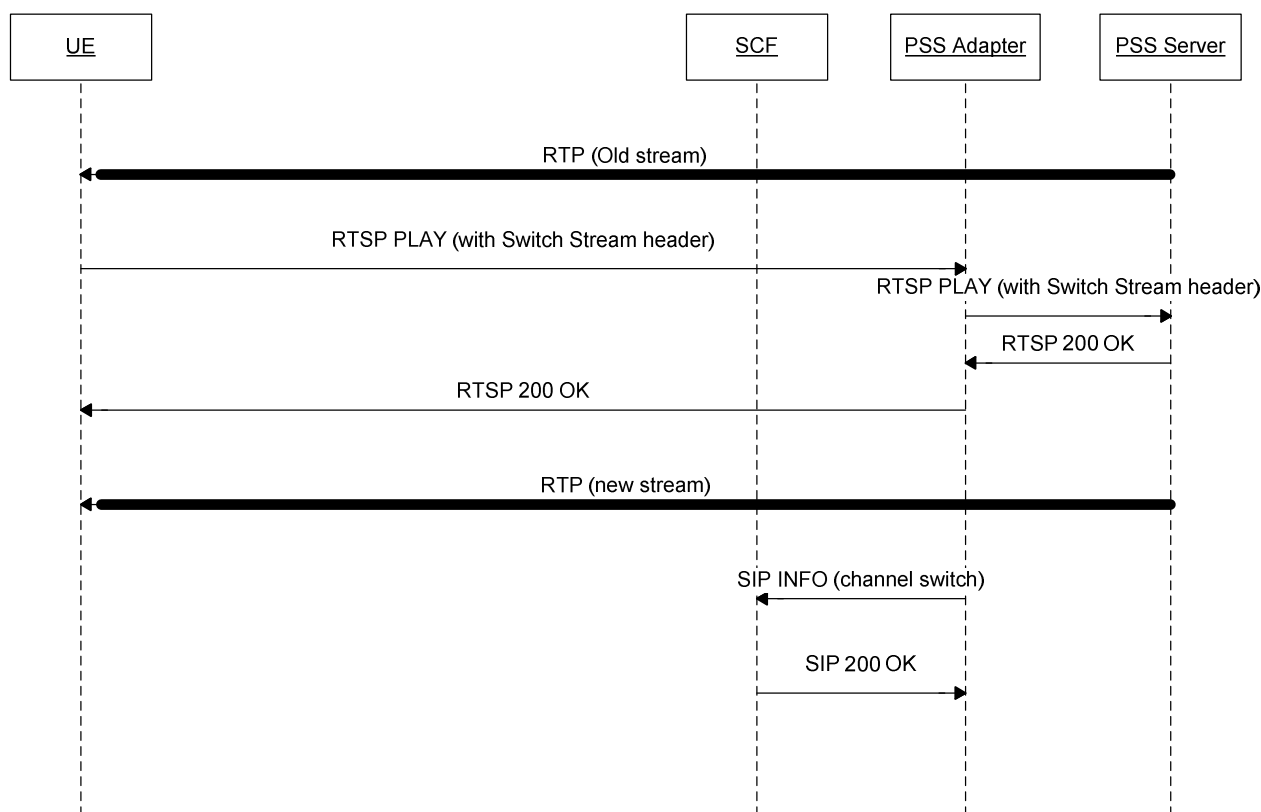 UE
SCF
PSS Adapter
PSS Server
RTP (Old stream)
RTSP PLAY (with Switch Stream header)
RTSP PLAY (with Switch Stream header)
RTSP 200 OK
RTSP 200 OK
RTP (new stream)
SIP INFO (channel switch)
SIP 200 OK